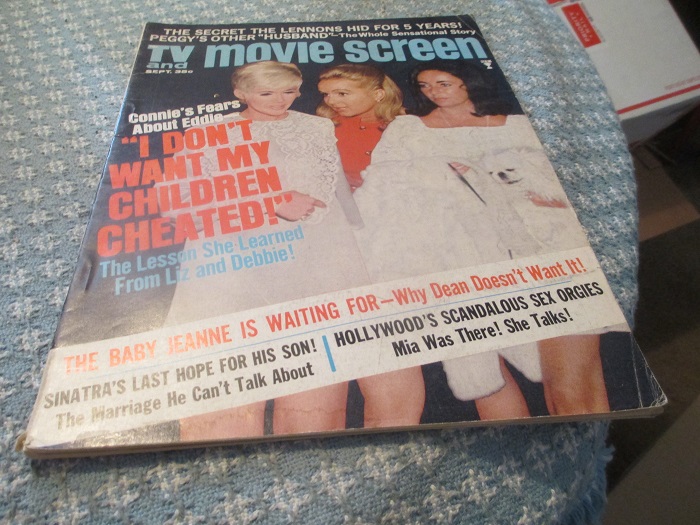 THE SECRET THE LENNONS HID FOR 5 YEARS!
PEGGY'S OTHER "HUSBAND"-The Whole Sensational Story
TV and movie screen
SEPT. 35c
Connie's Fears
About Eddie
"I DON'T
WANT MY
CHILDREN
CHEATED!"
The Lesson She Learned
From Liz and Debbie!
THE BABY JEANNE IS WAITING FOR—Why Dean Doesn't Want It!
SINATRA'S LAST HOPE FOR HIS SON!
The Marriage He Can't Talk About
HOLLYWOOD'S SCANDALOUS SEX ORGIES
Mia Was There! She Talks!